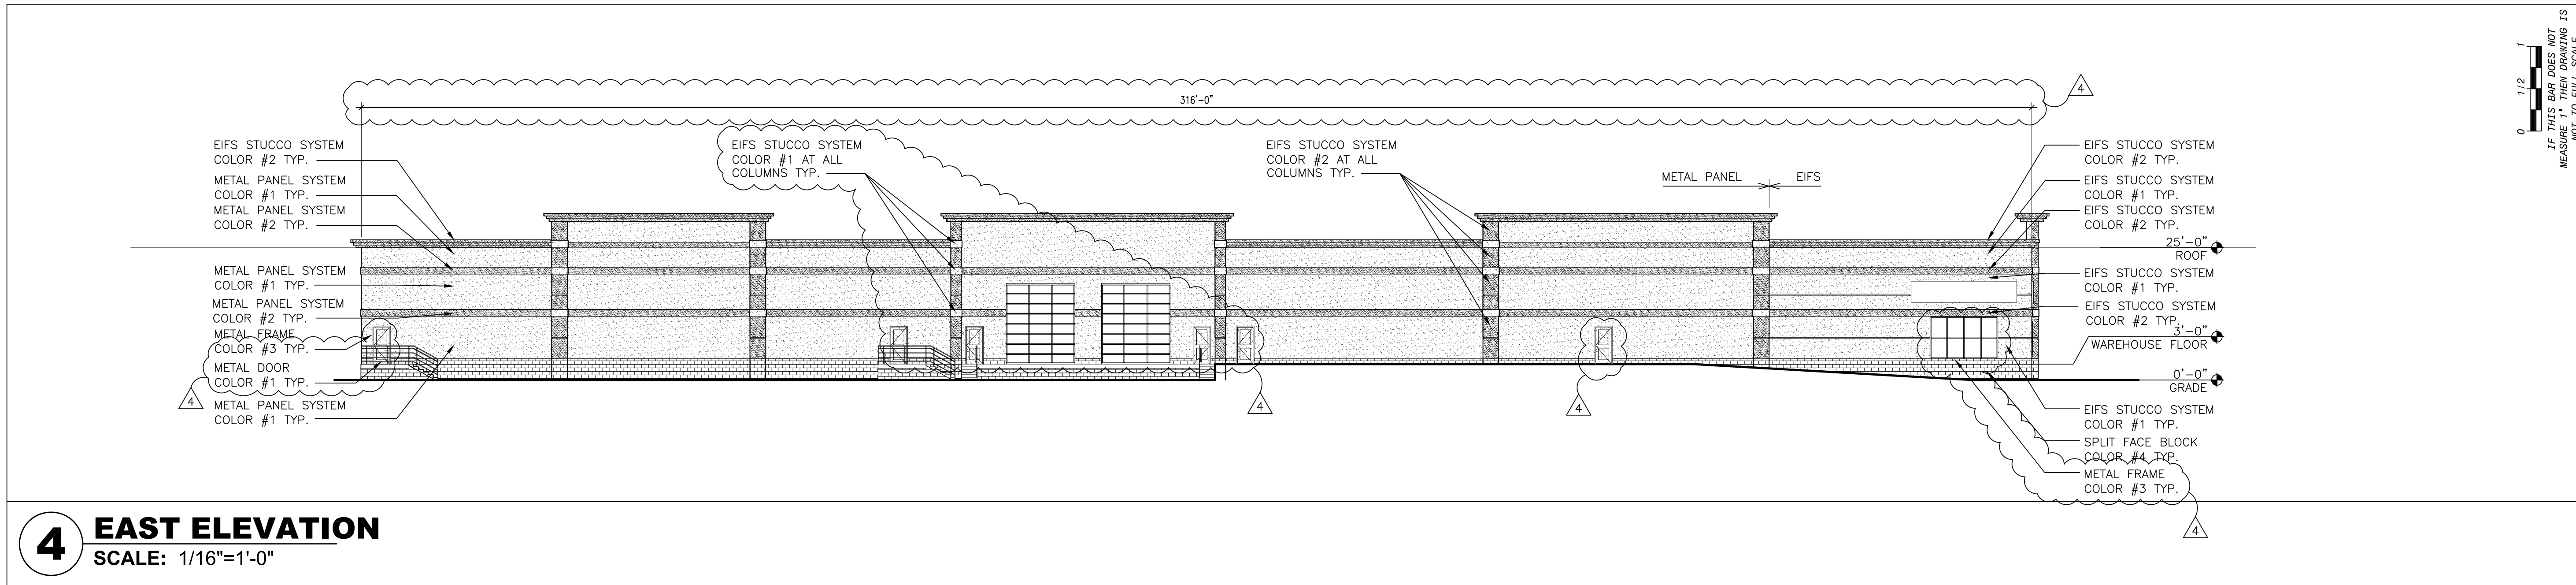 316'-0"
4
EIFS STUCCO SYSTEM
COLOR #2 TYP.
METAL PANEL SYSTEM
COLOR #1 TYP.
METAL PANEL SYSTEM
COLOR #2 TYP.
METAL PANEL SYSTEM
COLOR #1 TYP.
METAL PANEL SYSTEM
COLOR #2 TYP.
METAL FRAME
COLOR #3 TYP.
METAL DOOR
COLOR #1 TYP.
4
METAL PANEL SYSTEM
COLOR #1 TYP.
EIFS STUCCO SYSTEM
COLOR #1 AT ALL
COLUMNS TYP.
EIFS STUCCO SYSTEM
COLOR #2 AT ALL
COLUMNS TYP.
METAL PANEL
EIFS
EIFS STUCCO SYSTEM
COLOR #2 TYP.
EIFS STUCCO SYSTEM
COLOR #1 TYP.
EIFS STUCCO SYSTEM
COLOR #2 TYP.
25'-0"
ROOF
EIFS STUCCO SYSTEM
COLOR #1 TYP.
EIFS STUCCO SYSTEM
COLOR #2 TYP.
3'-0"
WAREHOUSE FLOOR
0'-0"
GRADE
4
4
EIFS STUCCO SYSTEM
COLOR #1 TYP.
SPLIT FACE BLOCK
COLOR #4 TYP.
METAL FRAME
COLOR #3 TYP.
4
0 1/2 1
IF THIS BAR DOES NOT
MEASURE 1" THEN DRAWING IS
NOT TO FULL SCALE
4
EAST ELEVATION
SCALE: 1/16"=1'-0"